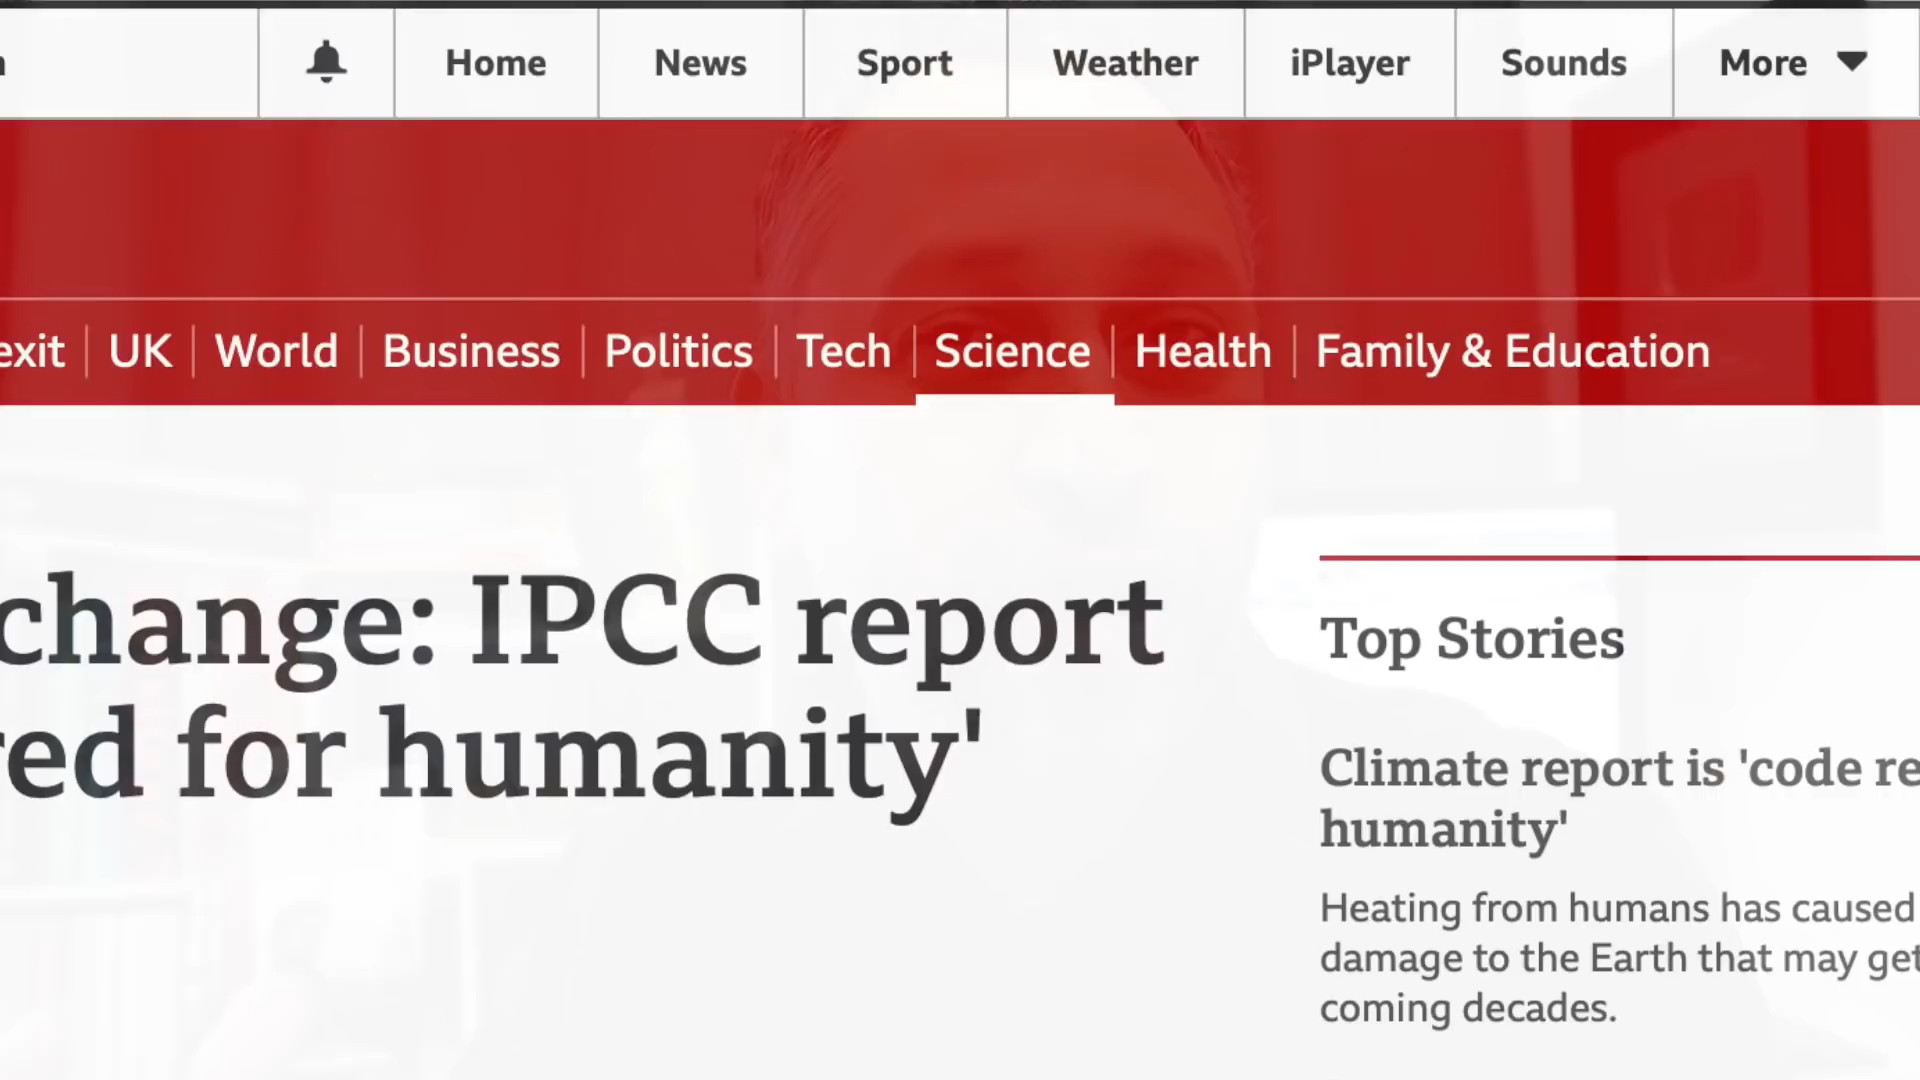 Home News Sport Weather iPlayer Sounds More
exit UK World Business Politics Tech Science Health Family & Education
change: IPCC report
red for humanity'
Top Stories
Climate report is 'code re
humanity'
Heating from humans has caused
damage to the Earth that may get
coming decades.